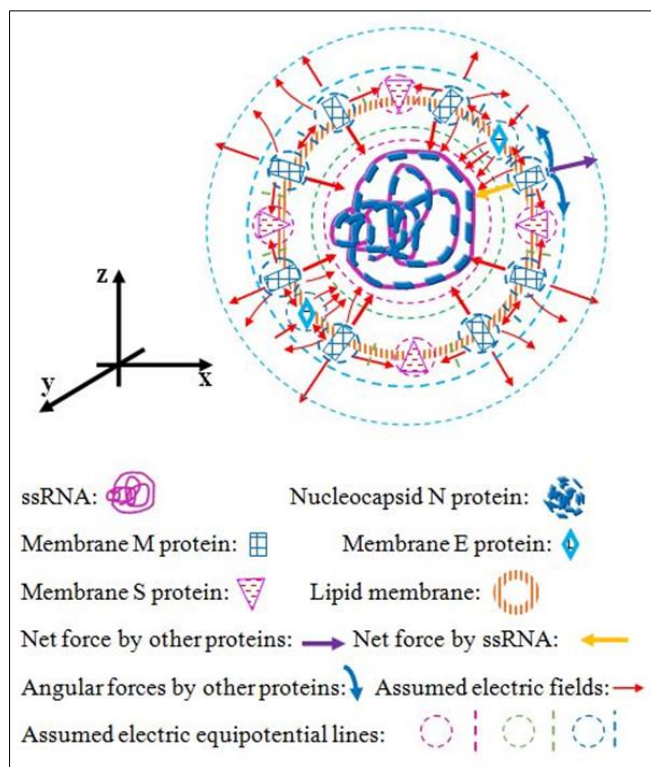 z
x
y
ssRNA:
Nucleocapsid N protein:
Membrane M protein:
Membrane E protein:
Membrane S protein:
Lipid membrane:
Net force by other proteins:
Net force by ssRNA:
Angular forces by other proteins:
Assumed electric fields:
Assumed electric equipotential lines: